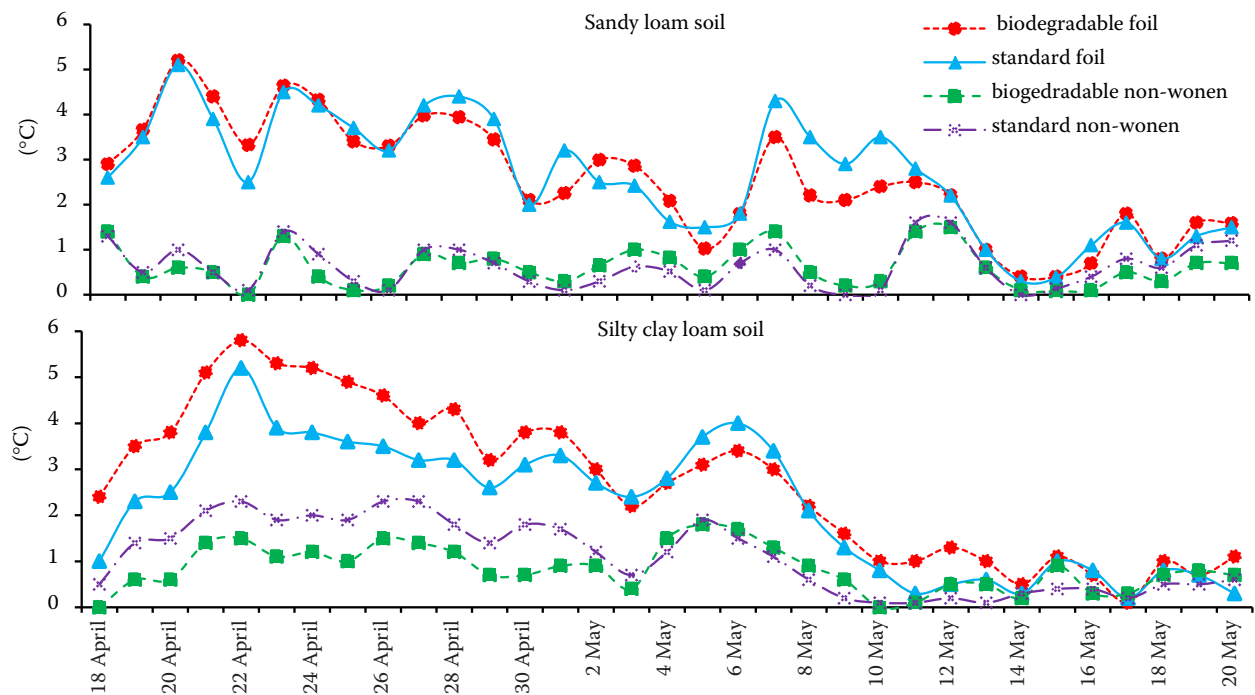 Sandy loam soil
biodegradable foil
standard foil
biogedradable non-wonen
standard non-wonen
(°C)
6
5
4
3
2
1
0
Silty clay loam soil
(°C)
6
5
4
3
2
1
0
18 April
20 April
22 April
24 April
26 April
28 April
30 April
2 May
4 May
6 May
8 May
10 May
12 May
14 May
16 May
18 May
20 May